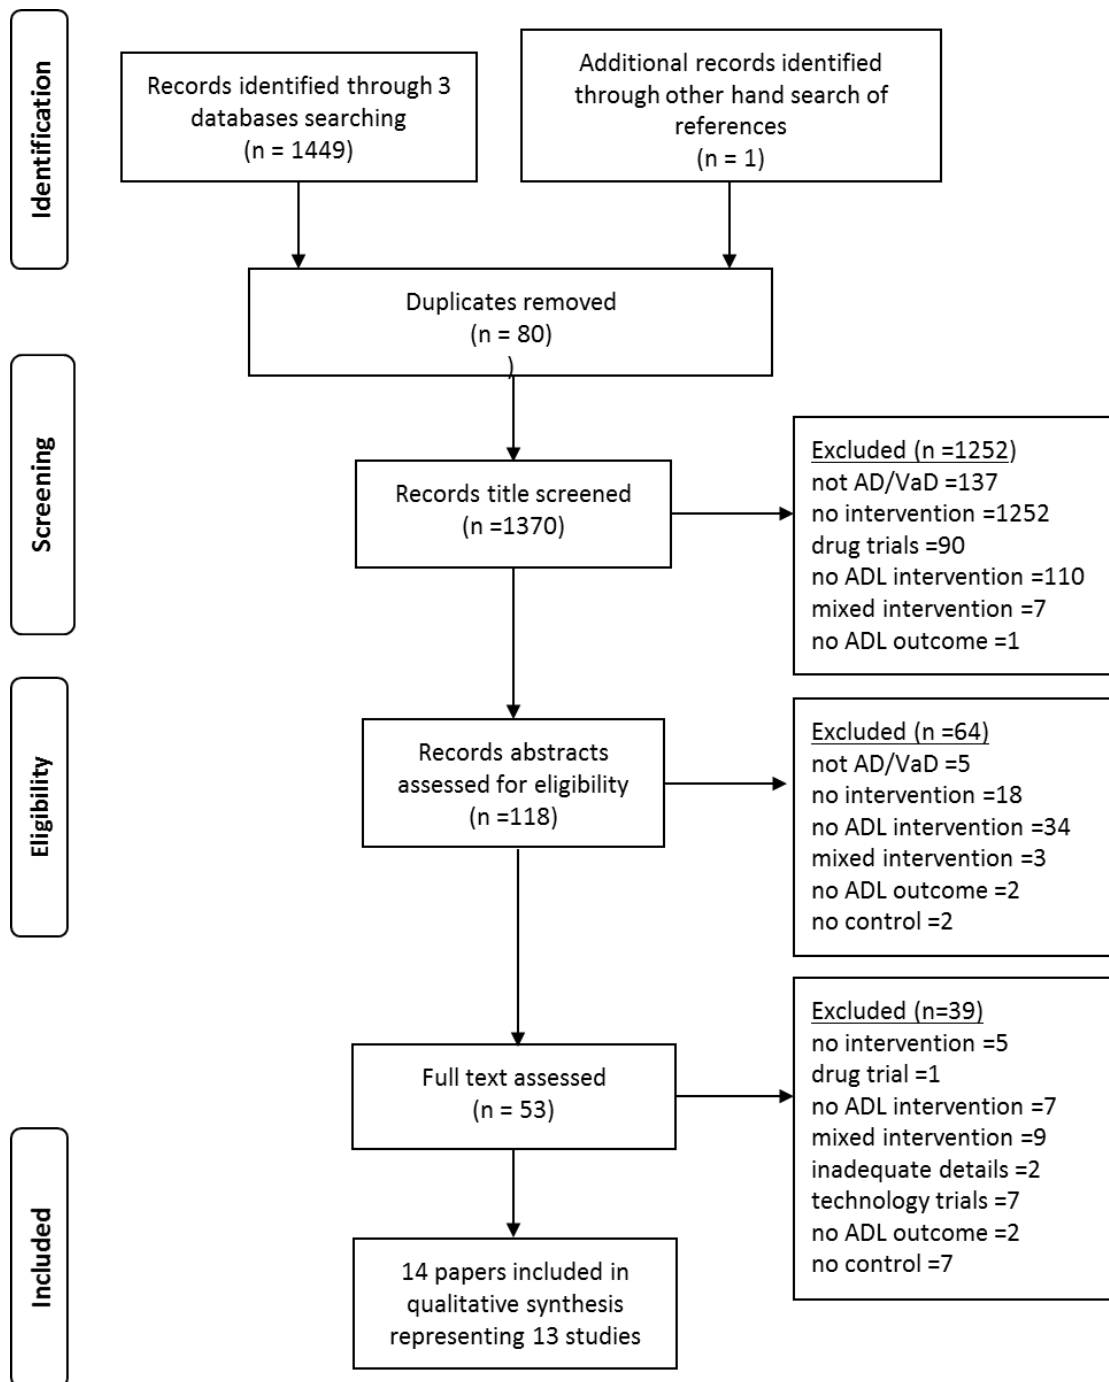 Identification
Records identified through 3
databases searching
(n = 1449)
Additional records identified
through other hand search of
references
(n = 1)
Duplicates removed
(n = 80)
)
Screening
Records title screened
(n =1370)
Excluded (n =1252)
not AD/VaD =137
no intervention =1252
drug trials =90
no ADL intervention =110
mixed intervention =7
no ADL outcome =1
Eligibility
Records abstracts
assessed for eligibility
(n =118)
Excluded (n =64)
not AD/VaD =5
no intervention =18
no ADL intervention =34
mixed intervention =3
no ADL outcome =2
no control =2
Full text assessed
(n = 53)
Excluded (n=39)
no intervention =5
drug trial =1
no ADL intervention =7
mixed intervention =9
inadequate details =2
technology trials =7
no ADL outcome =2
no control =7
Included
14 papers included in
qualitative synthesis
representing 13 studies